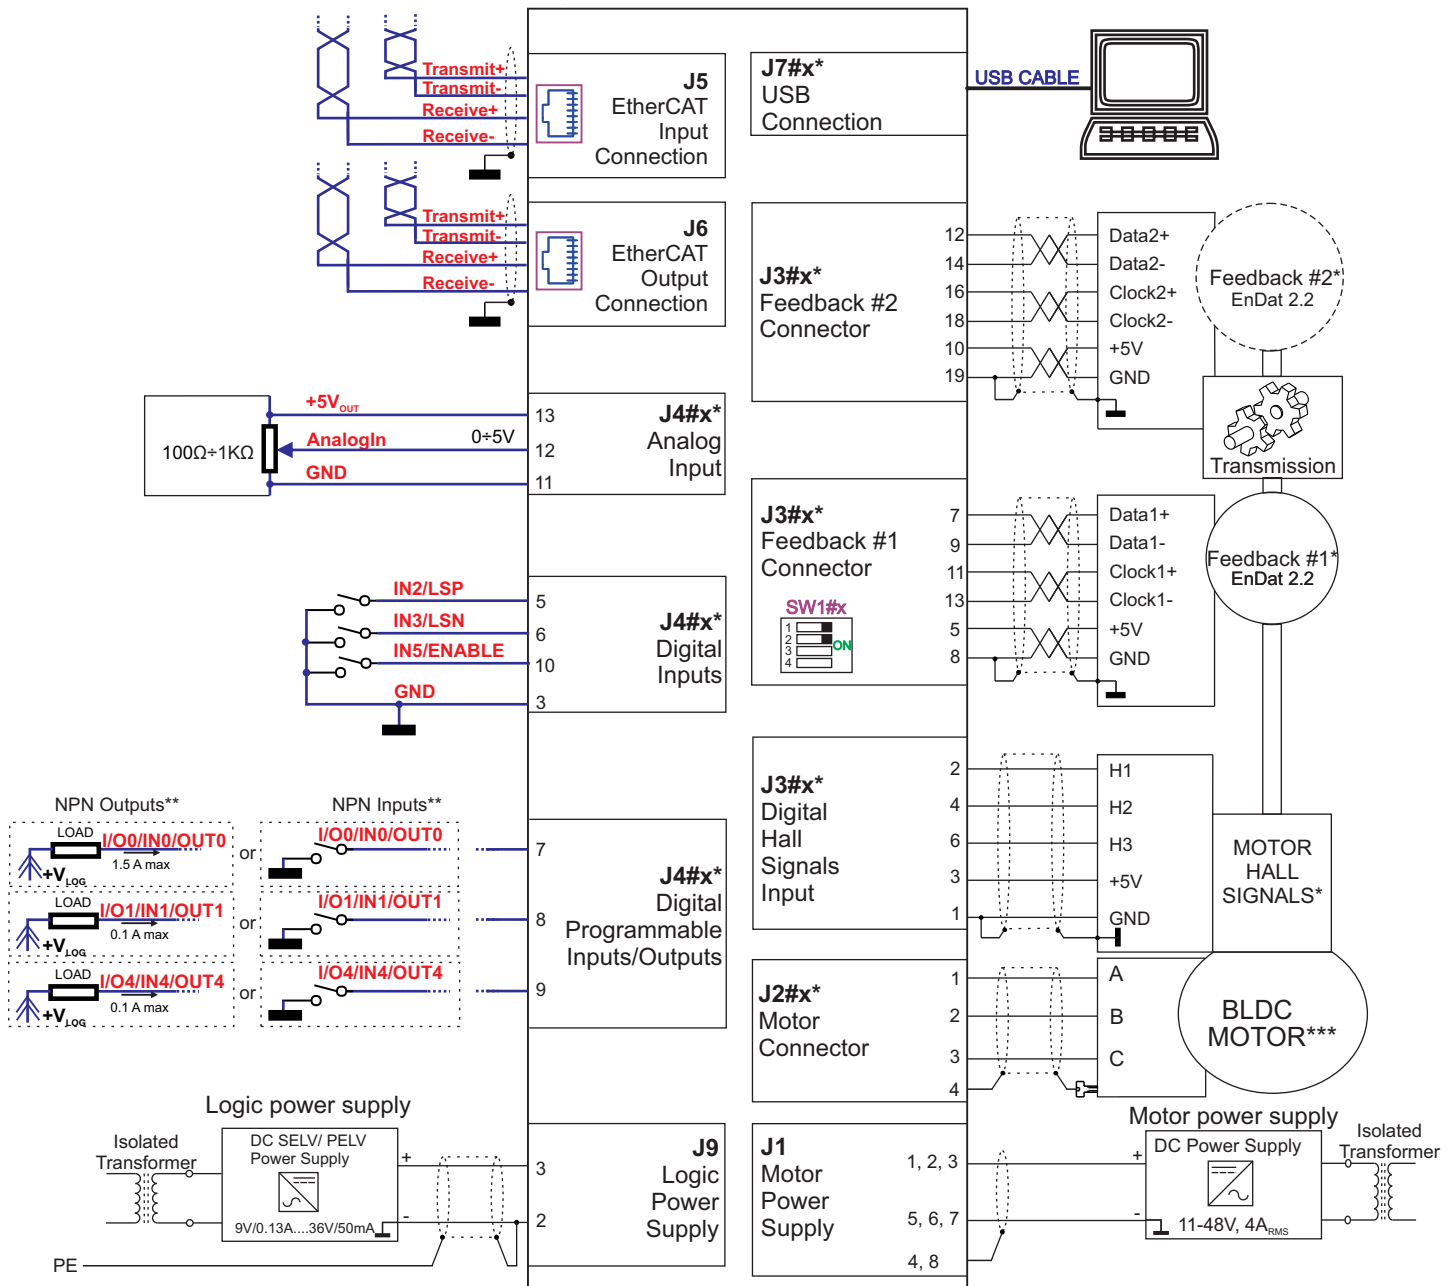 Transmit+
Transmit-
Receive+
Receive-
J5
EtherCAT
Input
Connection
Transmit+
Transmit-
Receive+
Receive-
J6
EtherCAT
Output
Connection
100Ω÷1KΩ
+5VOUT
AnalogIn
0÷5V
GND
13
12
11
J4#x*
Analog
Input
IN2/LSP
IN3/LSN
IN5/ENABLE
GND
5
6
10
3
J4#x*
Digital
Inputs
NPN Outputs**
NPN Inputs**
LOAD
I/O0/IN0/OUT0
1.5 A max
+VLOG
or
I/O0/IN0/OUT0
LOAD
I/O1/IN1/OUT1
0.1 A max
+VLOG
or
I/O1/IN1/OUT1
LOAD
I/O4/IN4/OUT4
0.1 A max
+VLOG
or
I/O4/IN4/OUT4
7
8
9
J4#x*
Digital
Programmable
Inputs/Outputs
Logic power supply
Isolated
Transformer
DC SELV/ PELV
Power Supply
9V/0.13A....36V/50mA
+
-
PE
3
2
J9
Logic
Power
Supply
J7#x*
USB
Connection
USB CABLE
J3#x*
Feedback #2
Connector
12
14
16
18
10
19
Data2+
Data2-
Clock2+
Clock2-
+5V
GND
Feedback #2*
EnDat 2.2
Transmission
J3#x*
Feedback #1
Connector
SW1#x
1
2
3
4
ON
7
9
11
13
5
8
Data1+
Data1-
Clock1+
Clock1-
+5V
GND
Feedback #1*
EnDat 2.2
J3#x*
Digital
Hall
Signals
Input
2
4
6
3
1
H1
H2
H3
+5V
GND
MOTOR
HALL
SIGNALS*
J2#x*
Motor
Connector
1
2
3
4
A
B
C
BLDC
MOTOR***
J1
Motor
Power
Supply
1, 2, 3
5, 6, 7
4, 8
Motor power supply
+
-
DC Power Supply
11-48V, 4ARMS
Isolated
Transformer